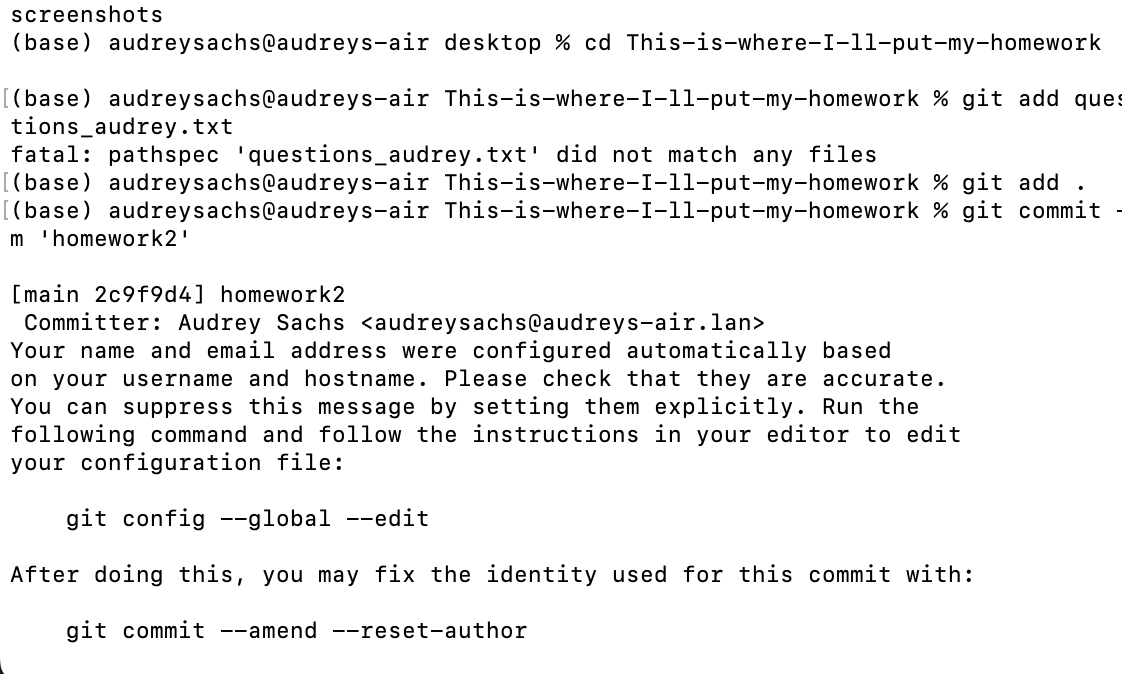 screenshots
(base) audreysachs@audreys-air desktop % cd This-is-where-I-ll-put-my-homework
[(base) audreysachs@audreys-air This-is-where-I-ll-put-my-homework % git add ques
tions_audrey.txt
fatal: pathspec 'questions_audrey.txt' did not match any files
[(base) audreysachs@audreys-air This-is-where-I-ll-put-my-homework % git add .
[(base) audreysachs@audreys-air This-is-where-I-ll-put-my-homework % git commit -
m 'homework2'
[main 2c9f9d4] homework2
 Committer: Audrey Sachs <audreysachs@audreys-air.lan>
Your name and email address were configured automatically based
on your username and hostname. Please check that they are accurate.
You can suppress this message by setting them explicitly. Run the
following command and follow the instructions in your editor to edit
your configuration file:
    git config --global --edit
After doing this, you may fix the identity used for this commit with:
    git commit --amend --reset-author